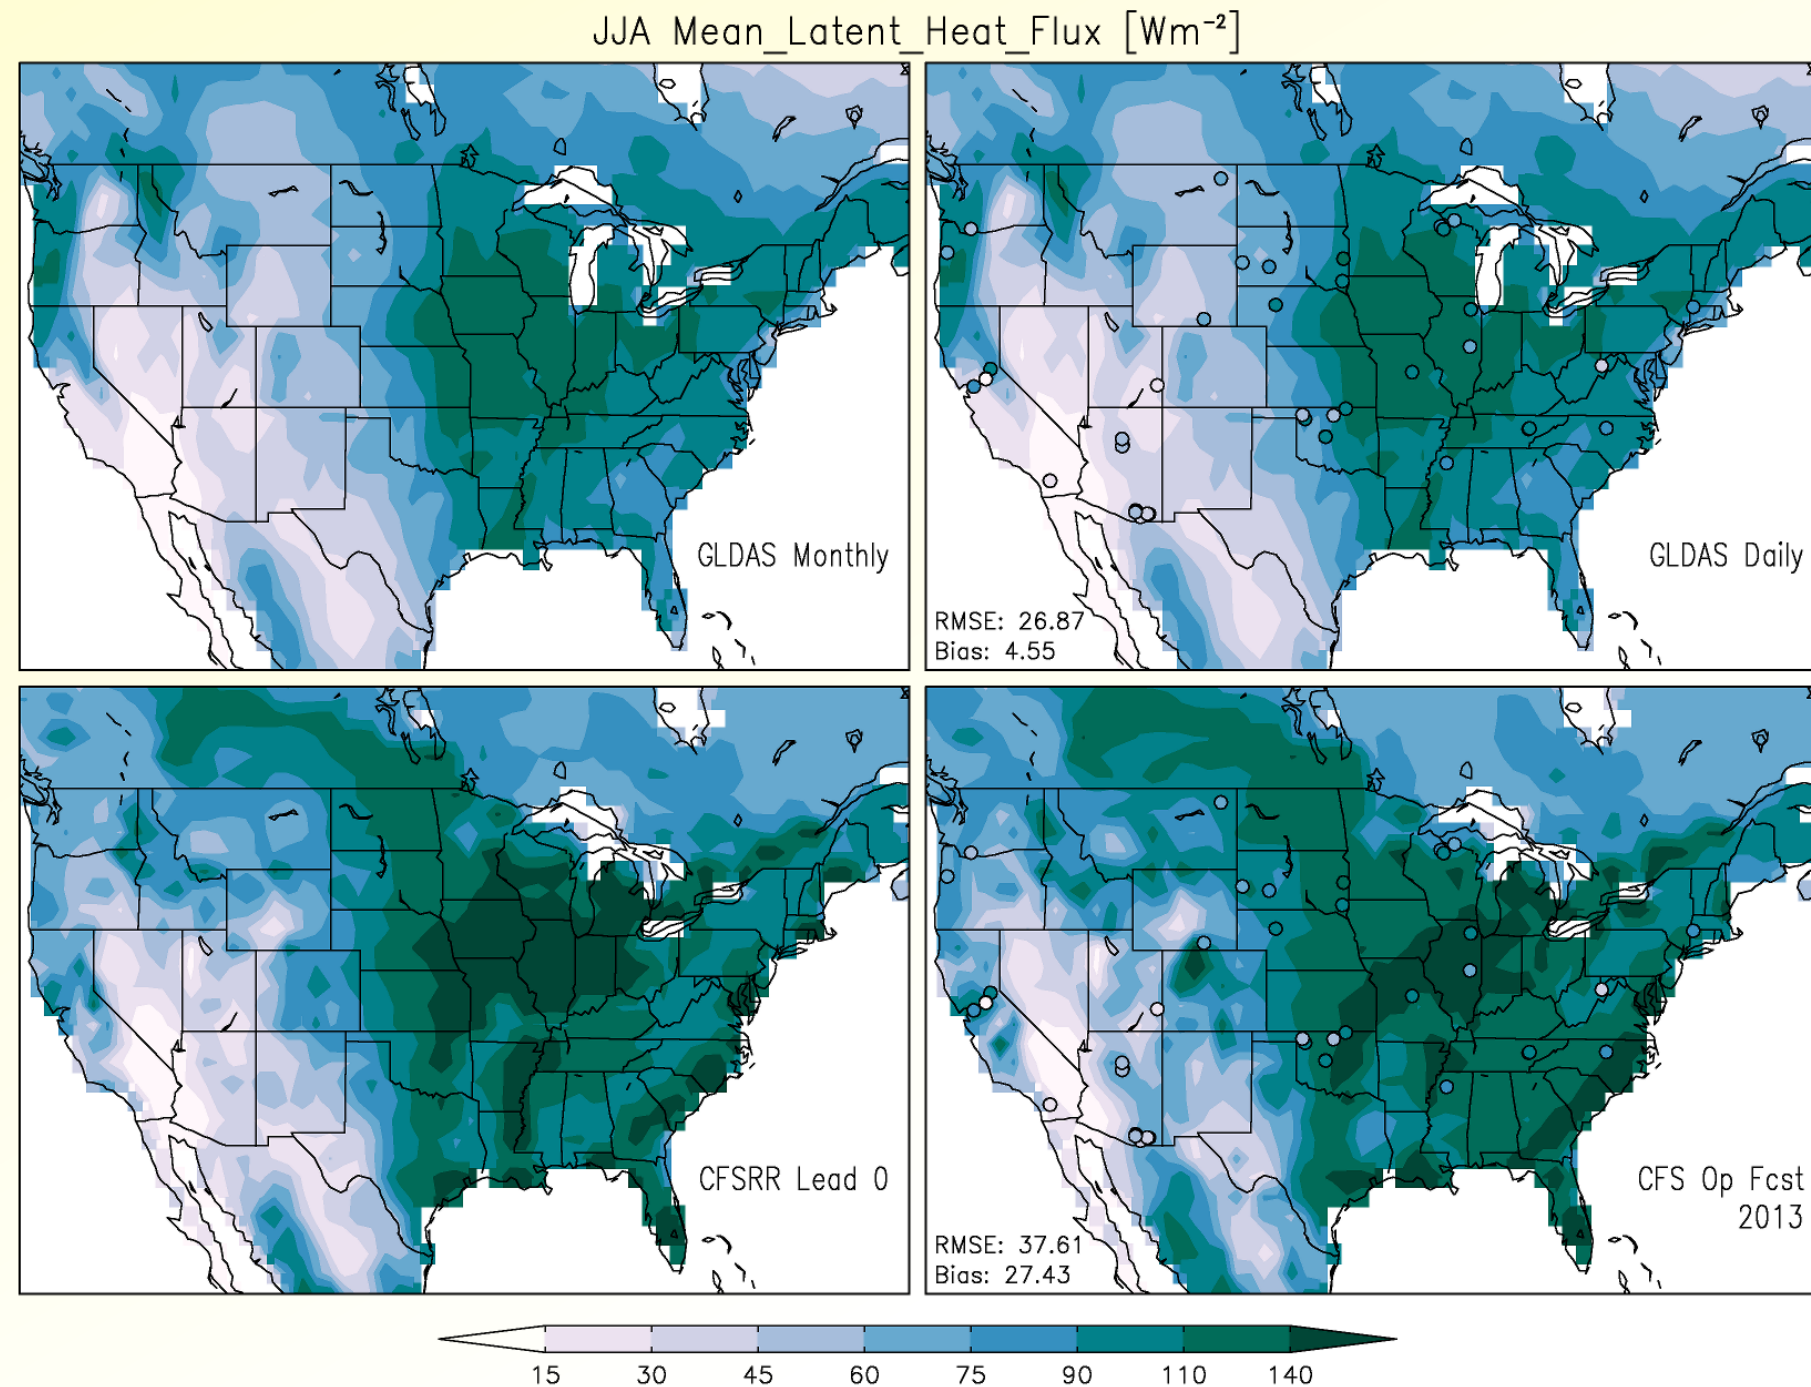 JJA Mean_Latent_Heat_Flux [Wm⁻²]
GLDAS Monthly
GLDAS Daily
RMSE: 26.87
Bias: 4.55
CFSRR Lead 0
CFS Op Fcst
2013
RMSE: 37.61
Bias: 27.43
15 30 45 60 75 90 110 140